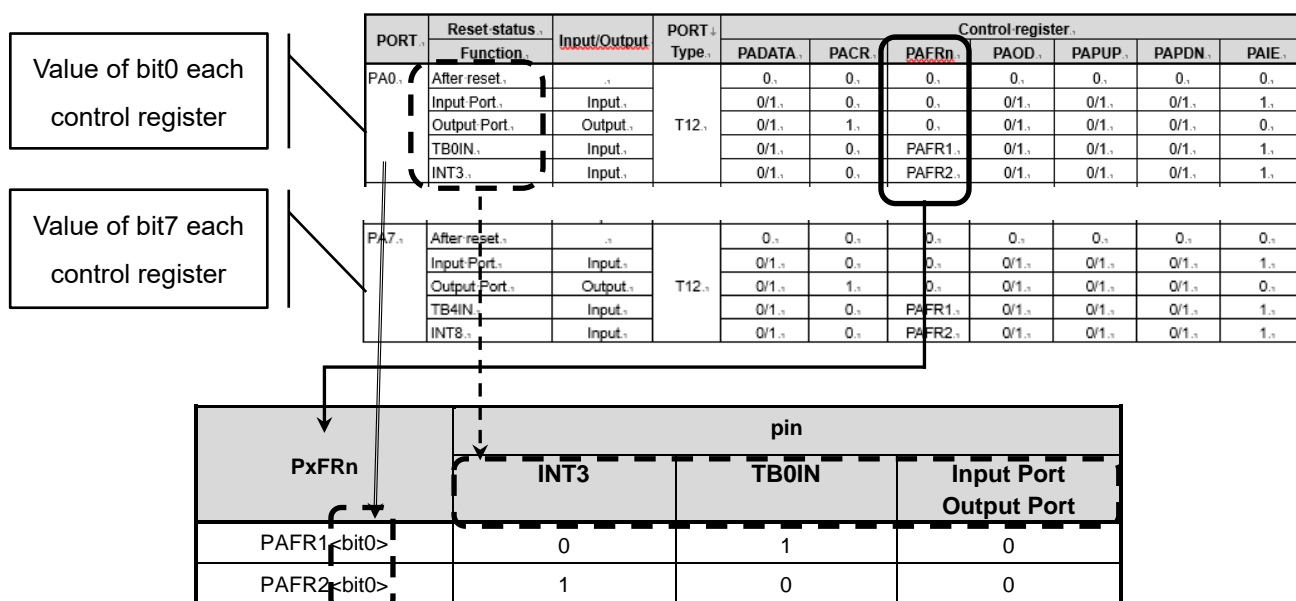 Value of bit0 each
control register
Value of bit7 each
control register
PORT Reset status Input/Output PORT Control register
Function Type PADATA PACR PAFRn PAOD PAPUP PAPDN PAIE
PA0 After reset 0 0 0 0 0 0 0
Input Port Input 0/1 0 0 0/1 0/1 0/1 1
Output Port Output T12 0/1 1 0 0/1 0/1 0/1 0
TB0IN Input 0/1 0 PAFR1 0/1 0/1 0/1 1
INT3 Input 0/1 0 PAFR2 0/1 0/1 0/1 1
PA7 After reset 0 0 0 0 0 0 0
Input Port Input 0/1 0 0 0/1 0/1 0/1 1
Output Port Output T12 0/1 1 0 0/1 0/1 0/1 0
TB4IN Input 0/1 0 PAFR1 0/1 0/1 0/1 1
INT8 Input 0/1 0 PAFR2 0/1 0/1 0/1 1
PxFRn pin
INT3 TB0IN Input Port
Output Port
PAFR1<bit0> 0 1 0
PAFR2<bit0> 1 0 0